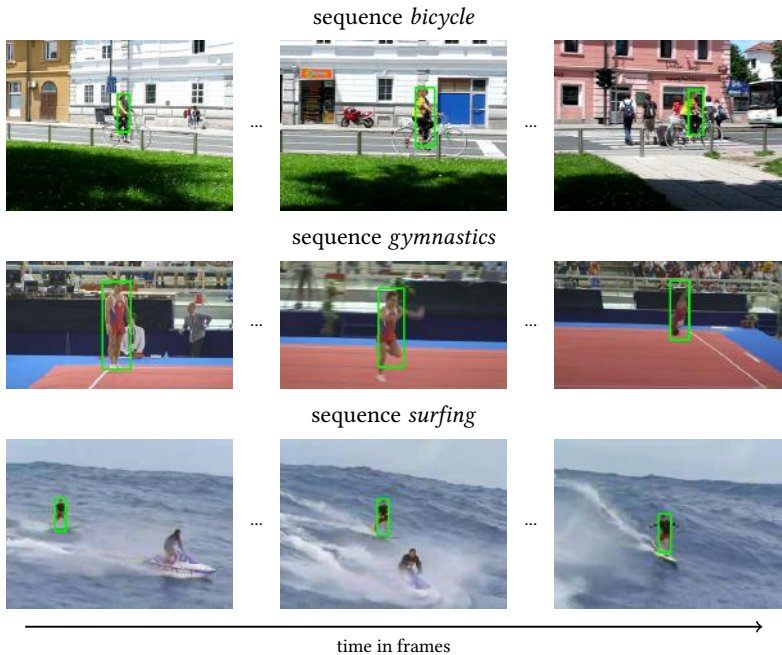 sequence bicycle
... ...
sequence gymnastics
... ...
sequence surfing
... ...
time in frames